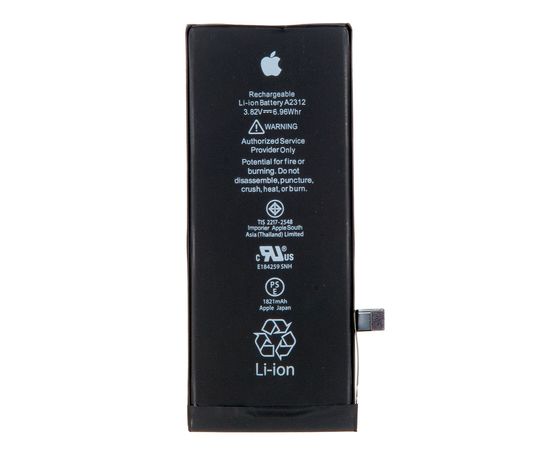 Rechargeable
Li-ion Battery A2312
3.82V⎓6.96Whr
WARNING
Authorized Service
Provider Only
Potential for fire or
burning. Do not
disassemble, puncture,
crush, heat, or burn.
TIS 2217-2548
Importer Apple South
Asia (Thailand) Limited
c RU US
E184259 SNH
PS
E
1821mAh
Apple Japan
Li-ion